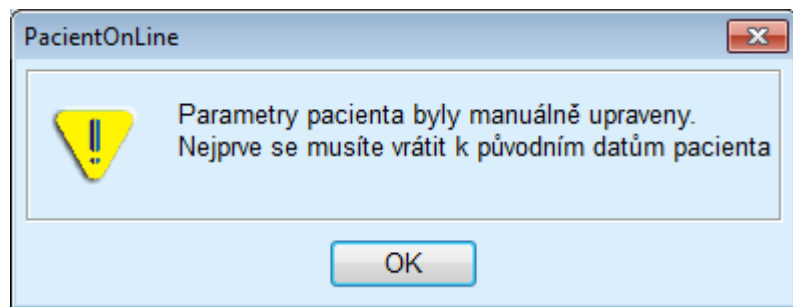 PacientOnLine
Parametry pacienta byly manuálně upraveny.
Nejprve se musíte vrátit k původním datům pacienta
OK